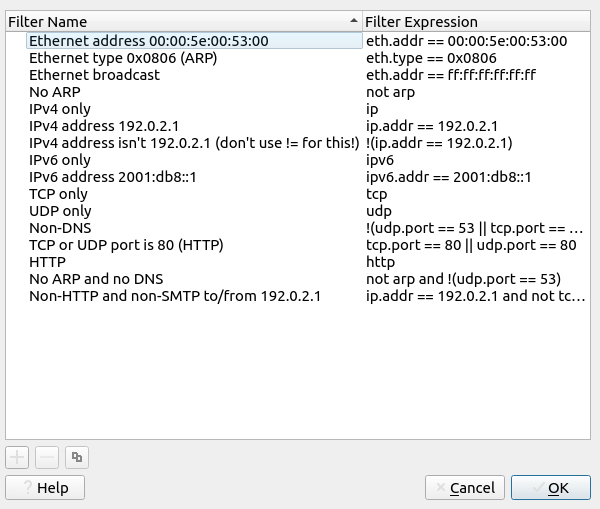 Filter Name Filter Expression
Ethernet address 00:00:5e:00:53:00 eth.addr == 00:00:5e:00:53:00
Ethernet type 0x0806 (ARP) eth.type == 0x0806
Ethernet broadcast eth.addr == ff:ff:ff:ff:ff:ff
No ARP not arp
IPv4 only ip
IPv4 address 192.0.2.1 ip.addr == 192.0.2.1
IPv4 address isn't 192.0.2.1 (don't use != for this!) !(ip.addr == 192.0.2.1)
IPv6 only ipv6
IPv6 address 2001:db8::1 ipv6.addr == 2001:db8::1
TCP only tcp
UDP only udp
Non-DNS !(udp.port == 53 || tcp.port == ...
TCP or UDP port is 80 (HTTP) tcp.port == 80 || udp.port == 80
HTTP http
No ARP and no DNS not arp and !(udp.port == 53)
Non-HTTP and non-SMTP to/from 192.0.2.1 ip.addr == 192.0.2.1 and not tc...
Help Cancel OK